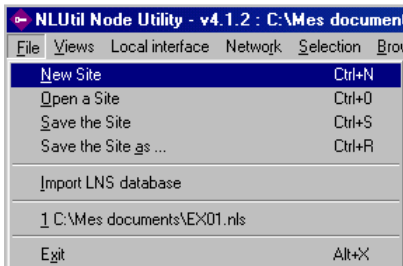 NLUtil Node Utility - v4.1.2 : C:\Mes document
File Views Local interface Network Selection Brow
New Site Ctrl+N
Open a Site Ctrl+O
Save the Site Ctrl+S
Save the Site as ... Ctrl+R
Import LNS database
1 C:\Mes documents\EX01.nls
Exit Alt+X